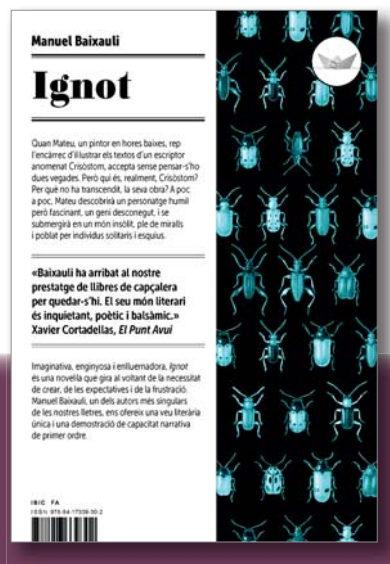 Manuel Baixauli
Ignot
Quan Mateu, un pintor en hores baixes, rep
l'encàrrec d'il·lustrar els textos d'un escriptor
anomenat Crisòstom, accepta sense pensar-s'ho
dues vegades. Però qui és, realment, Crisòstom?
Per què no ha transcendit, la seva obra? A poc
a poc, Mateu descobrirà un personatge humil
però fascinant, un geni desconegut, i se
submergirà en un món insòlit, ple de miralls
i poblat per individus solitaris i esquius.
«Baixauli ha arribat al nostre
prestatge de llibres de capçalera
per quedar-s'hi. El seu món literari
és inquietant, poètic i balsàmic.»
Xavier Cortadellas, El Punt Avui
Imaginativa, enginyosa i enlluernadora, Ignot
és una novel·la que gira al voltant de la necessitat
de crear, de les expectatives i de la frustració.
Manuel Baixauli, un dels autors més singulars
de les nostres lletres, ens ofereix una veu literària
única i una demostració de capacitat narrativa
de primer ordre.
IBIC FA
ISBN 978-84-17339-30-2